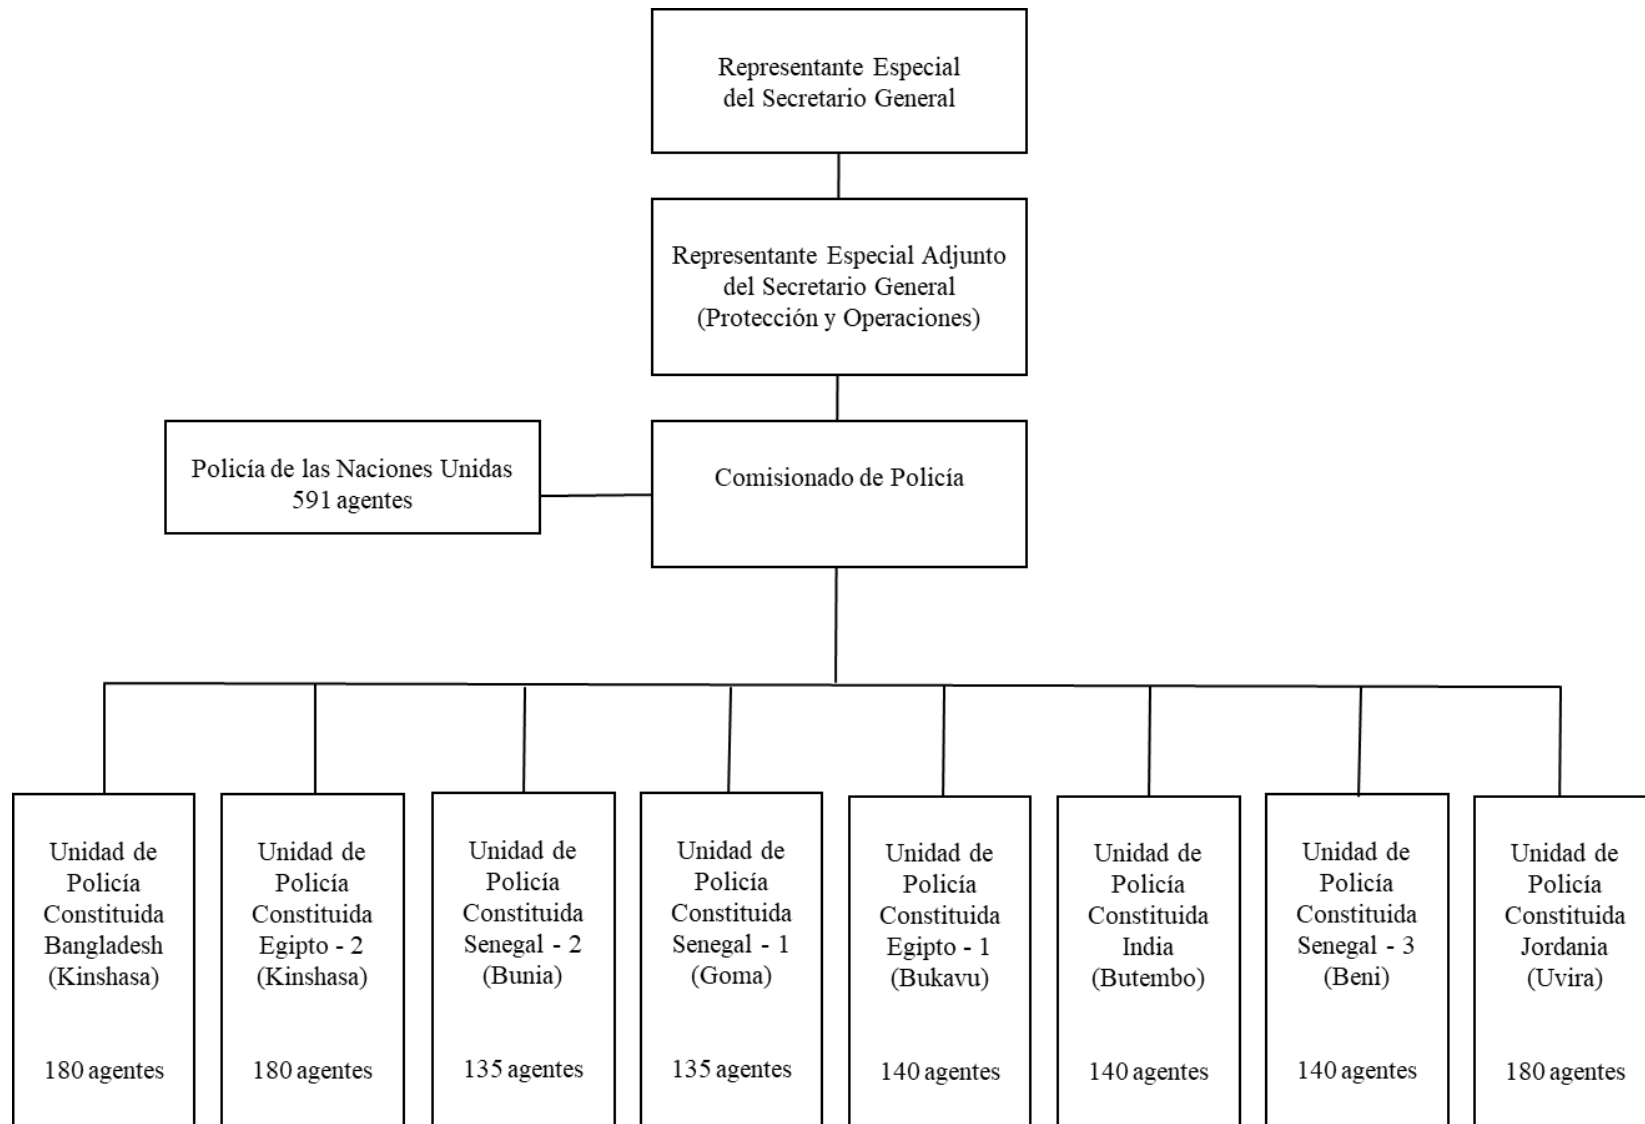 Representante Especial
del Secretario General
Representante Especial Adjunto
del Secretario General
(Protección y Operaciones)
Policía de las Naciones Unidas
591 agentes
Comisionado de Policía
Unidad de
Policía
Constituida
Bangladesh
(Kinshasa)
180 agentes
Unidad de
Policía
Constituida
Egipto - 2
(Kinshasa)
180 agentes
Unidad de
Policía
Constituida
Senegal - 2
(Bunia)
135 agentes
Unidad de
Policía
Constituida
Senegal - 1
(Goma)
135 agentes
Unidad de
Policía
Constituida
Egipto - 1
(Bukavu)
140 agentes
Unidad de
Policía
Constituida
India
(Butembo)
140 agentes
Unidad de
Policía
Constituida
Senegal - 3
(Beni)
140 agentes
Unidad de
Policía
Constituida
Jordania
(Uvira)
180 agentes